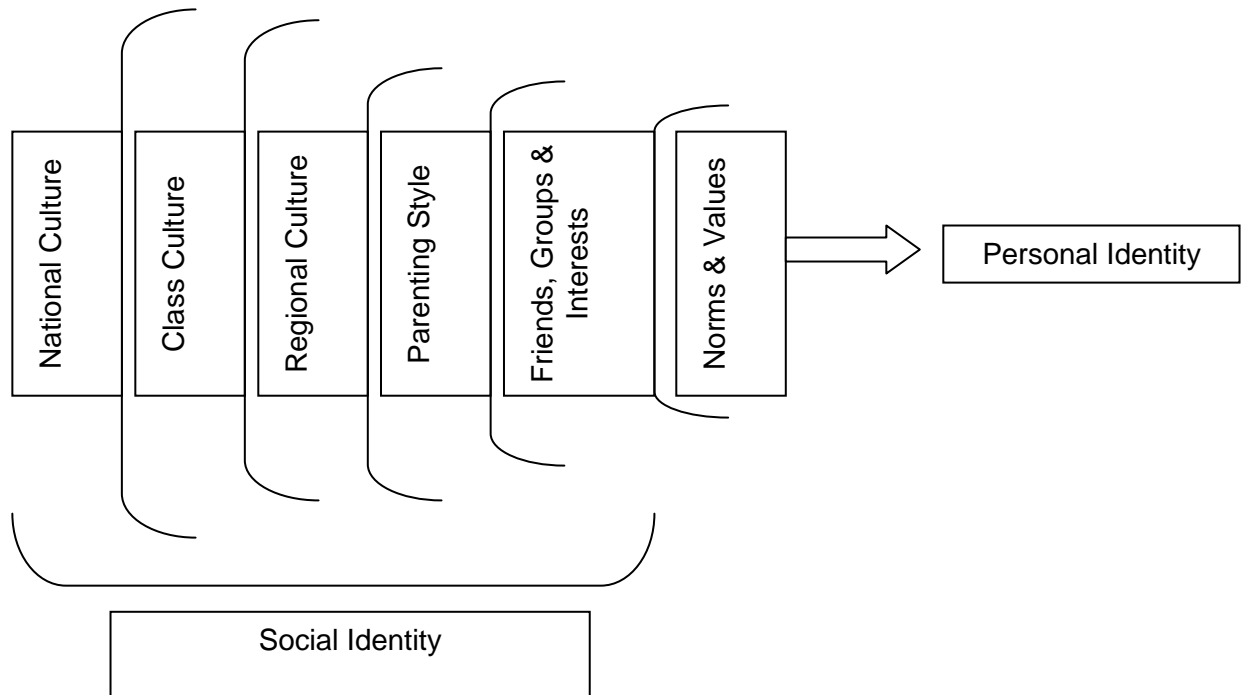 National Culture
Class Culture
Regional Culture
Parenting Style
Friends, Groups &
Interests
Norms & Values
Personal Identity
Social Identity